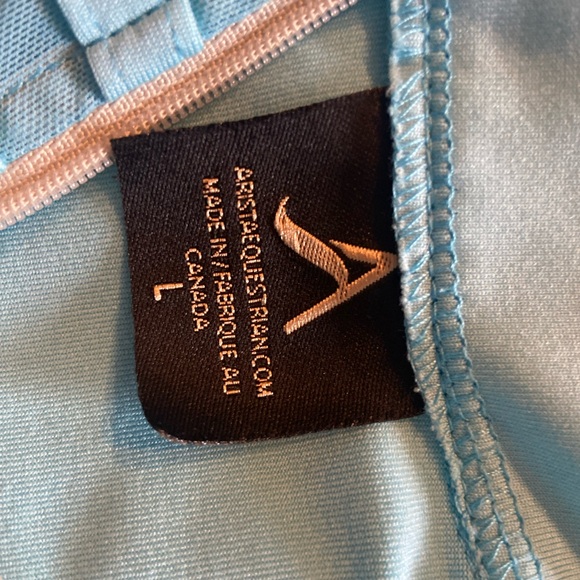 ARISTAEQUESTRIAN.COM
MADE IN/FABRIQUE AU
CANADA
L